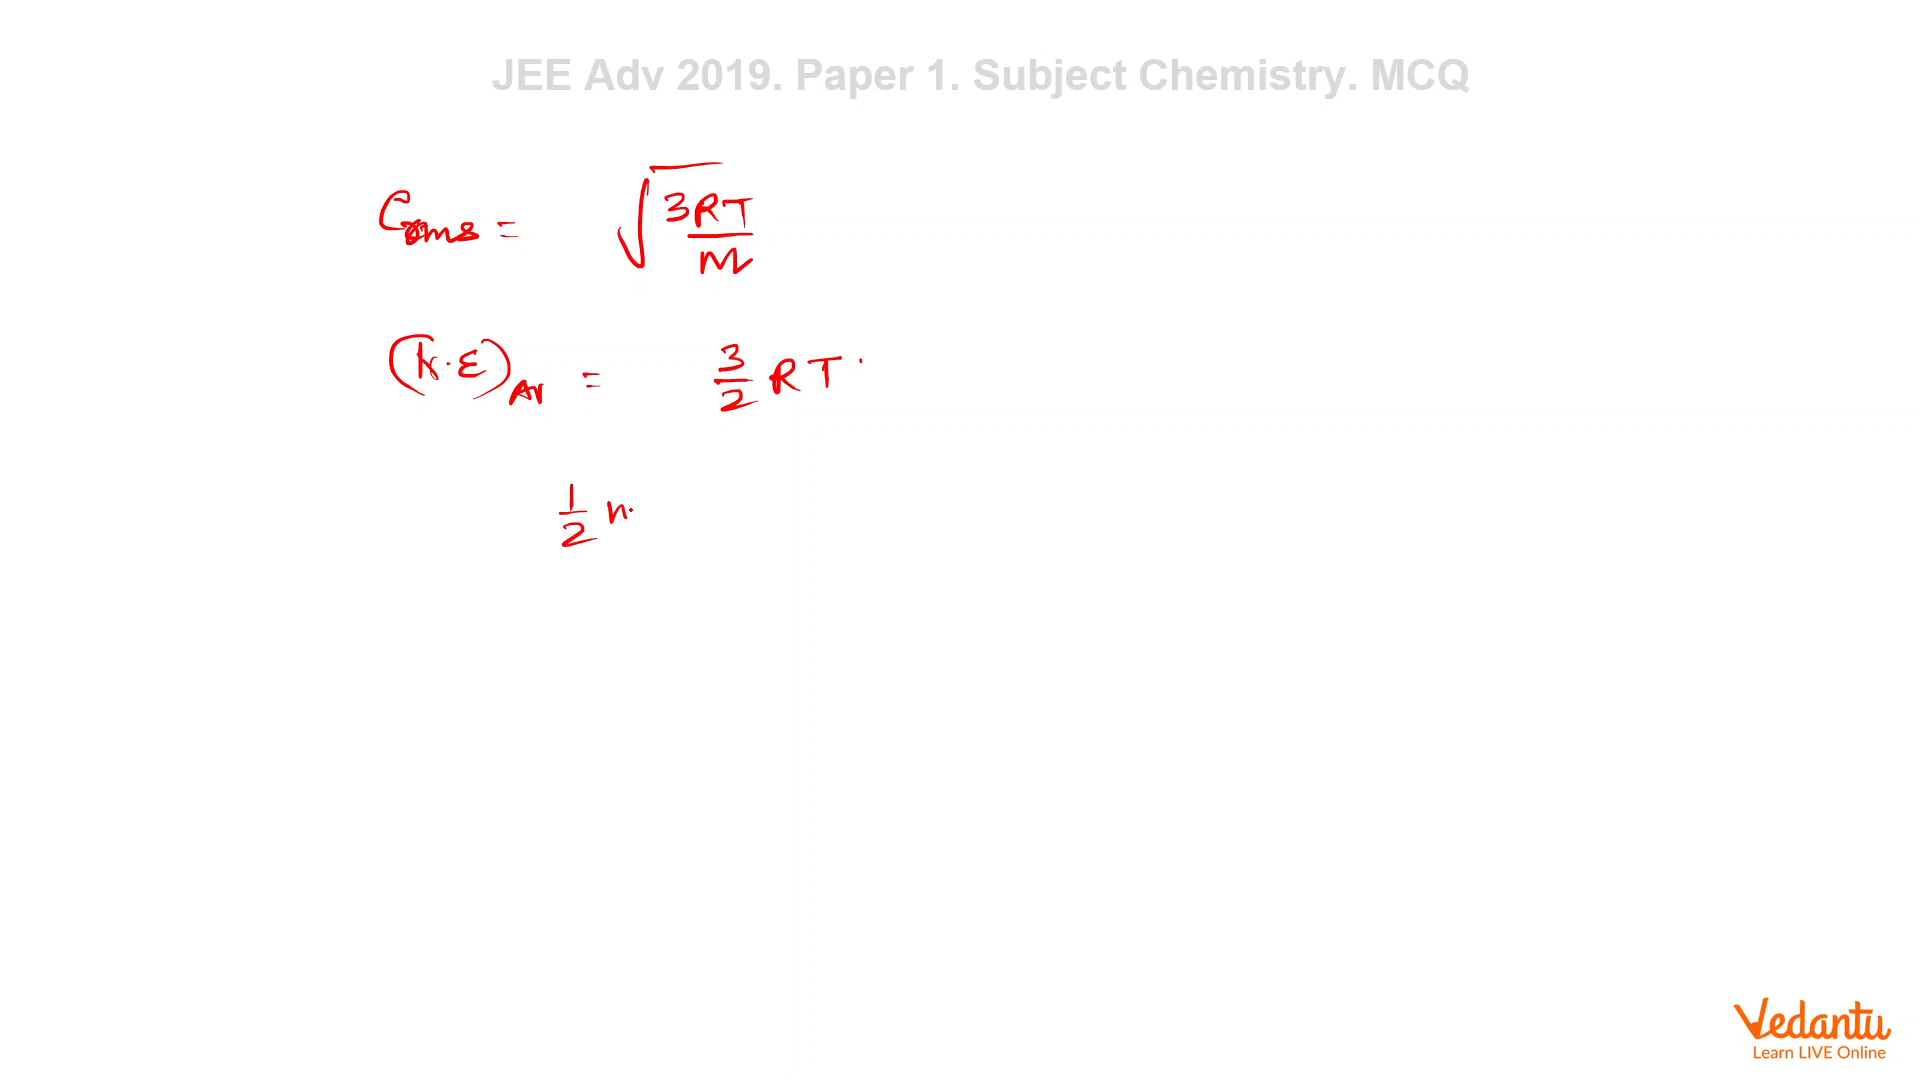 JEE Adv 2019. Paper 1. Subject Chemistry. MCQ
Crms = √3RT/M
(K.E)Av = 3/2 RT.
1/2 n.
Vedantu
Learn LIVE Online